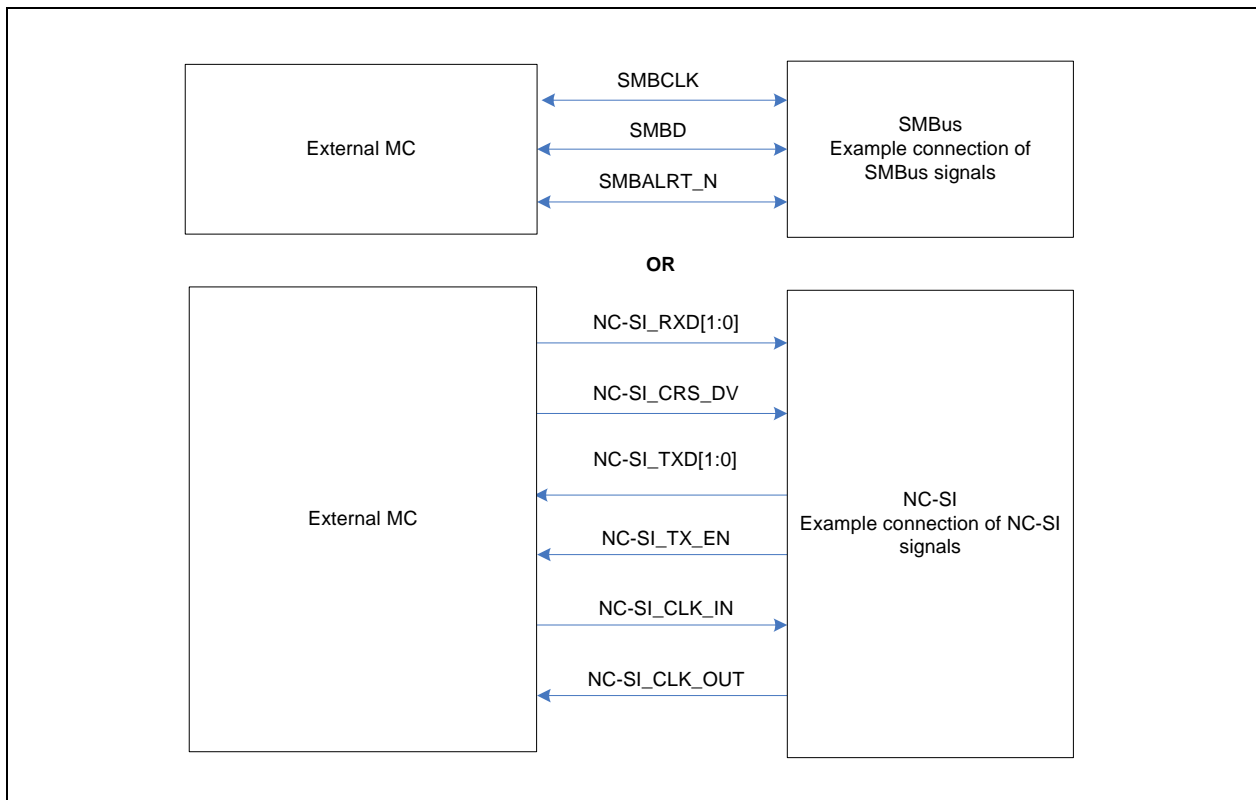 SMBCLK
SMBD
SMBALRT_N
External MC
SMBus
Example connection of
SMBus signals
OR
NC-SI_RXD[1:0]
NC-SI_CRS_DV
NC-SI_TXD[1:0]
NC-SI_TX_EN
NC-SI_CLK_IN
NC-SI_CLK_OUT
External MC
NC-SI
Example connection of NC-SI
signals